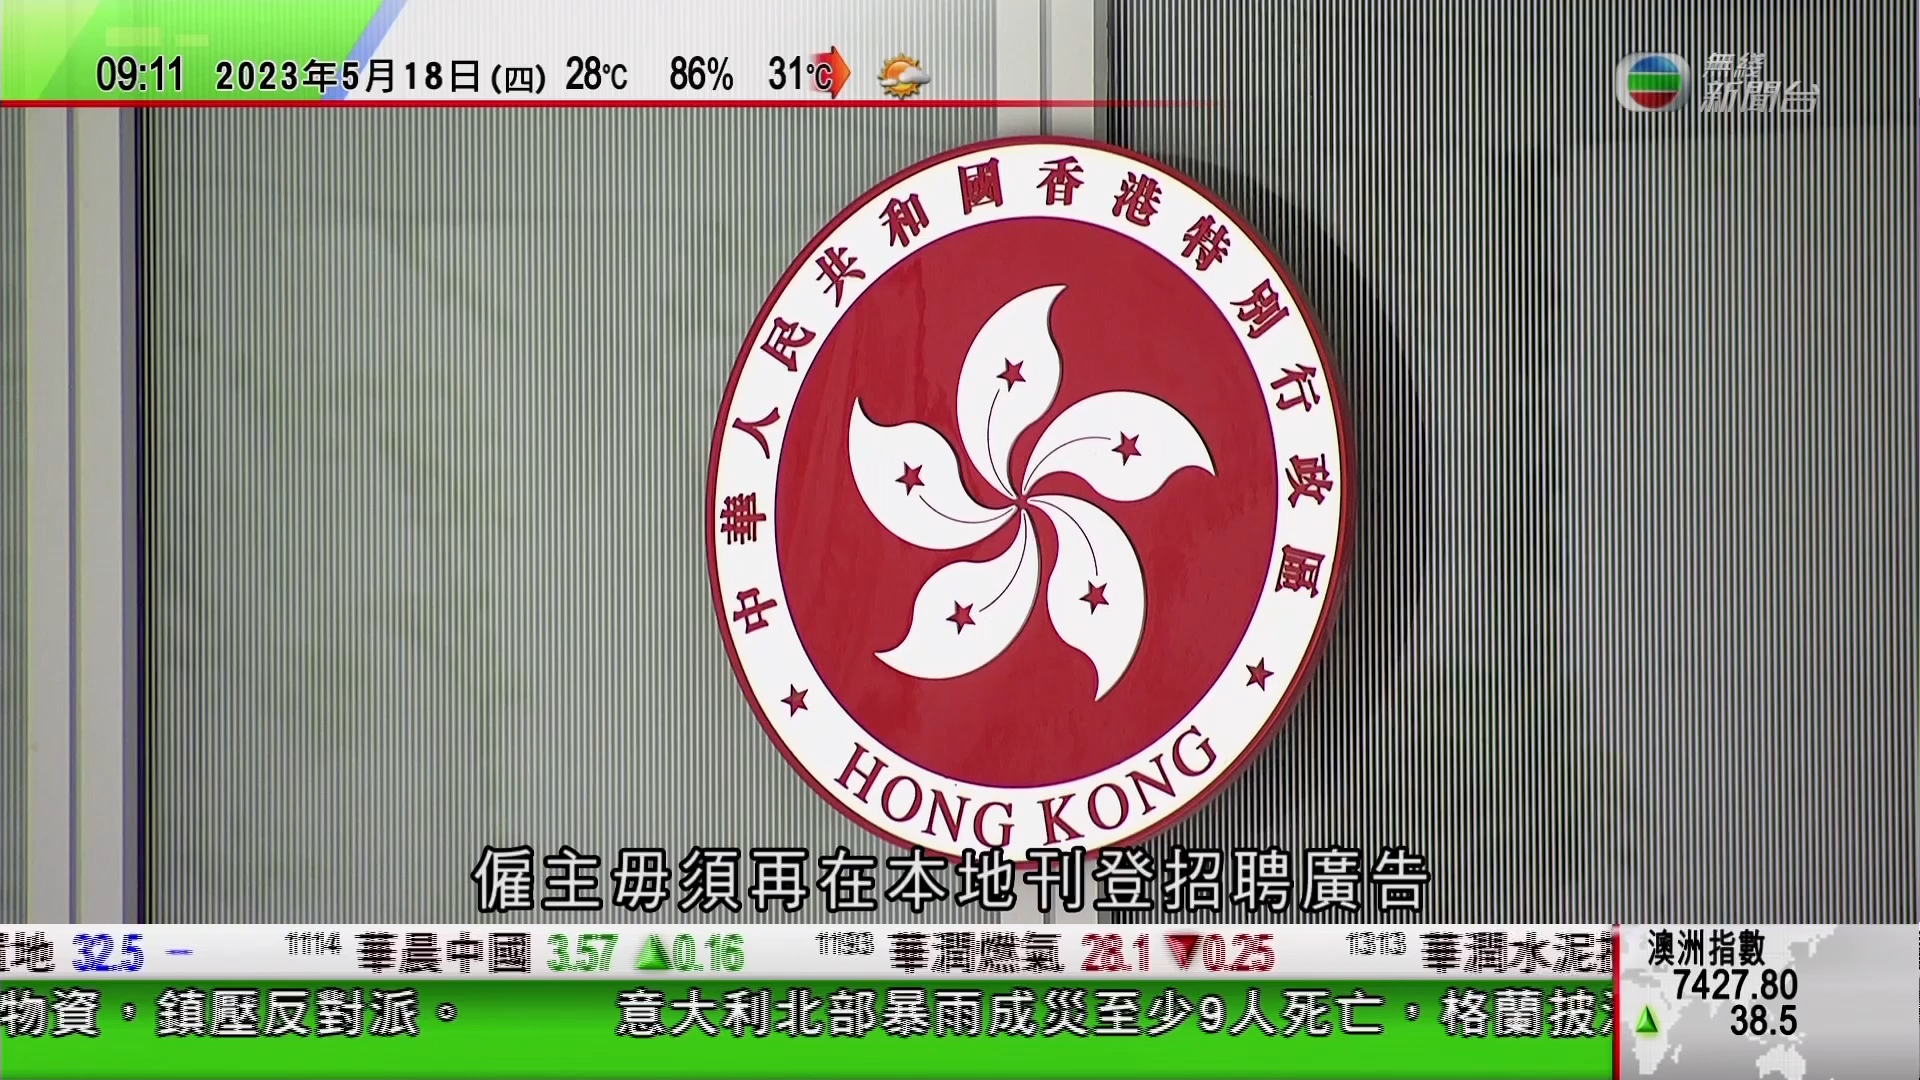 09:11 2023年5月18日(四) 28°C 86% 31°C
無綫
新聞台
中華人民共和國香港特別行政區
HONG KONG
僱主毋須再在本地刊登招聘廣告
地 32.5 – 1114 華晨中國 3.57 ▲0.16 1193 華潤燃氣 28.1 ▼0.25 1313 華潤水泥
澳洲指數
7427.80
▲ 38.5
物資，鎮壓反對派。 意大利北部暴雨成災至少9人死亡，格蘭披